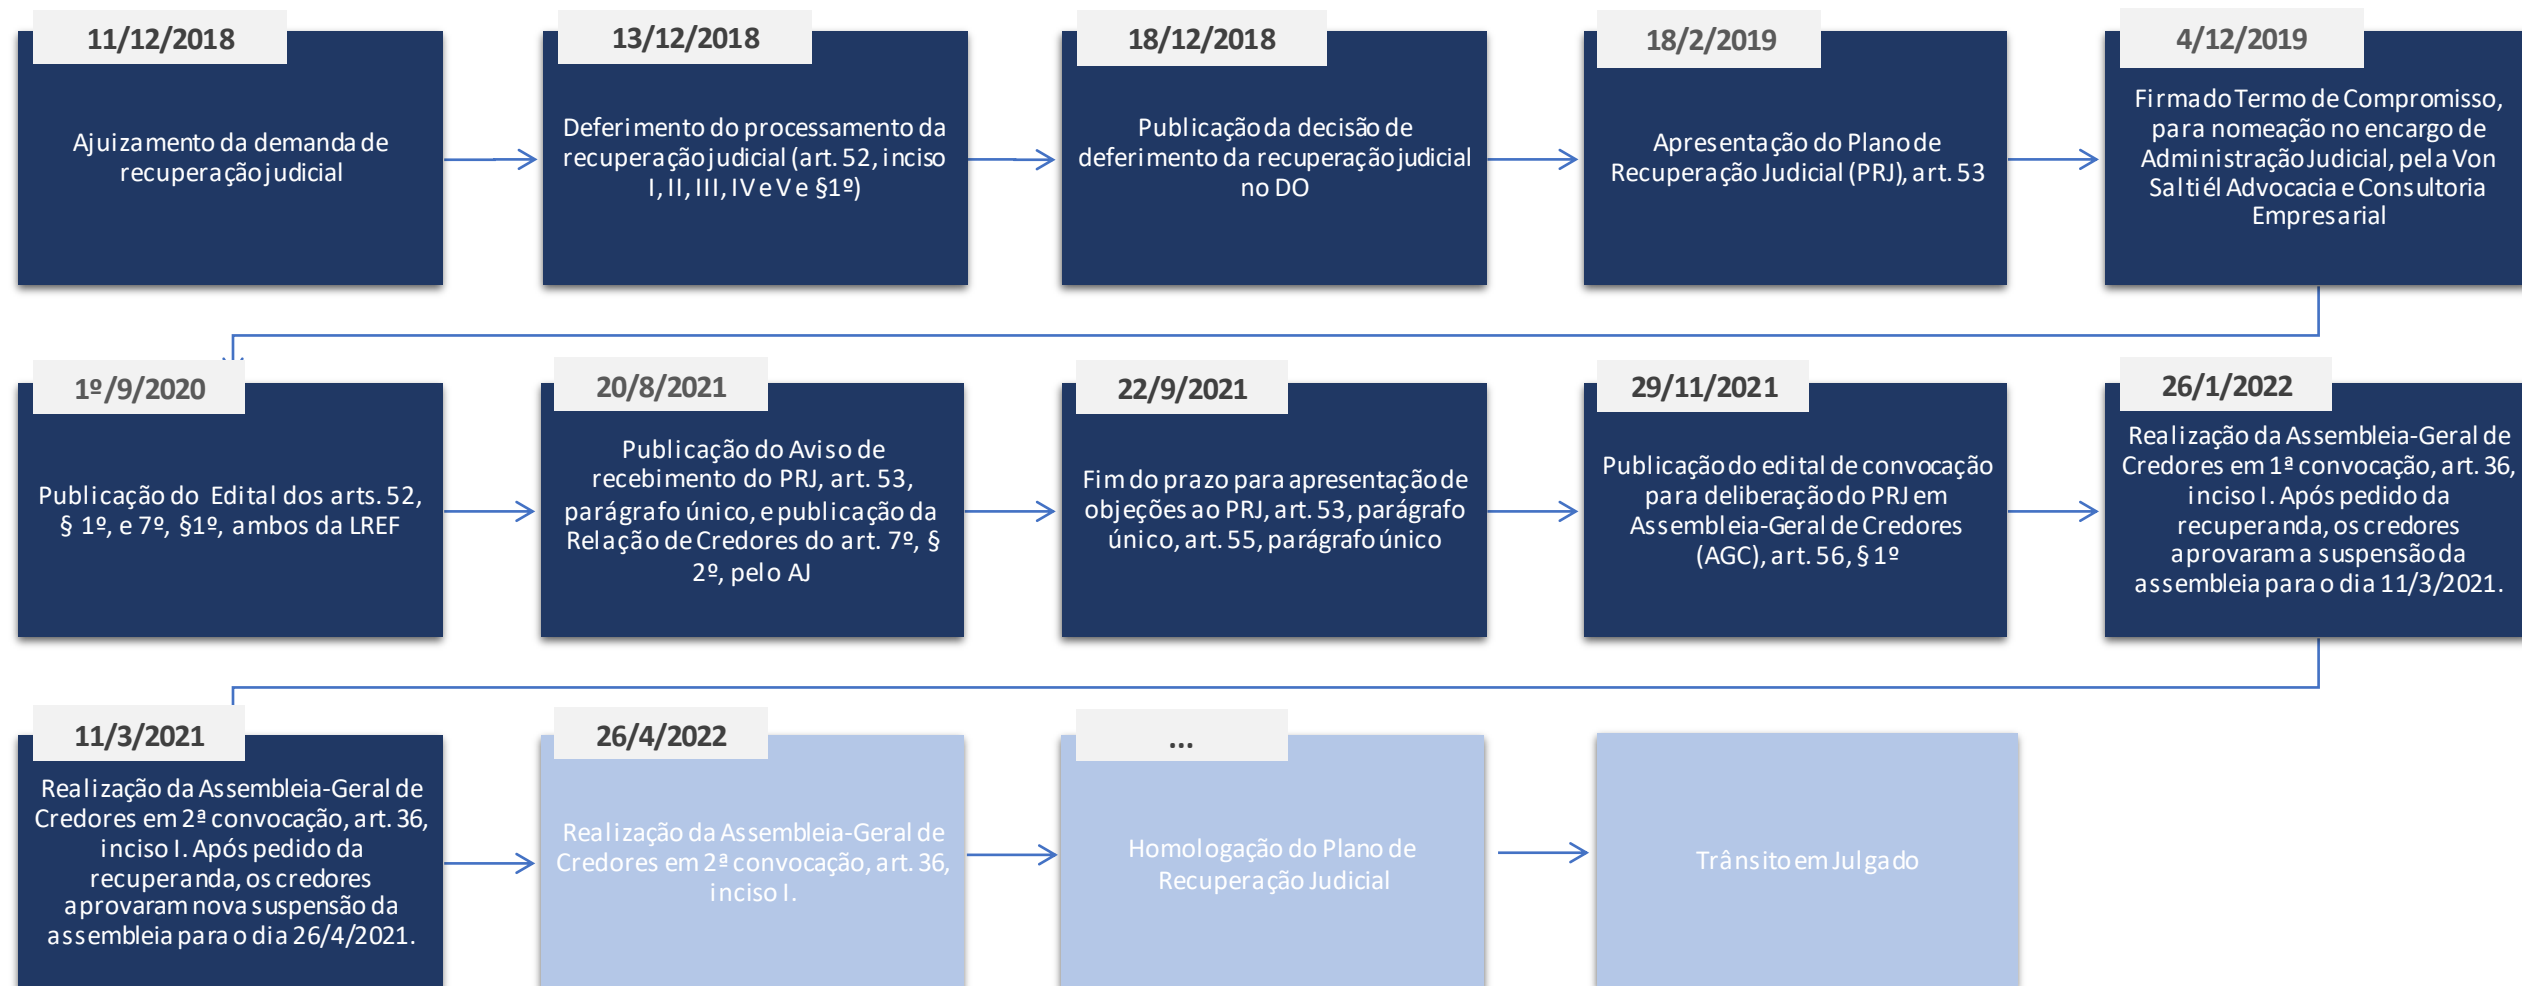 11/12/2018
Ajuizamento da demanda de
recuperação judicial
13/12/2018
Deferimento do processamento da
recuperação judicial (art. 52, inciso
I, II, III, IV e V e §1º)
18/12/2018
Publicação da decisão de
deferimento da recuperação judicial
no DO
18/2/2019
Apresentação do Plano de
Recuperação Judicial (PRJ), art. 53
4/12/2019
Firmado Termo de Compromisso,
para nomeação no encargo de
Administração Judicial, pela Von
Saltiél Advocacia e Consultoria
Empresarial
1º/9/2020
Publicação do Edital dos arts. 52,
§ 1º, e 7º, §1º, ambos da LREF
20/8/2021
Publicação do Aviso de
recebimento do PRJ, art. 53,
parágrafo único, e publicação da
Relação de Credores do art. 7º, §
2º, pelo AJ
22/9/2021
Fim do prazo para apresentação de
objeções ao PRJ, art. 53, parágrafo
único, art. 55, parágrafo único
29/11/2021
Publicação do edital de convocação
para deliberação do PRJ em
Assembleia-Geral de Credores
(AGC), art. 56, § 1º
26/1/2022
Realização da Assembleia-Geral de
Credores em 1ª convocação, art. 36,
inciso I. Após pedido da
recuperanda, os credores
aprovaram a suspensão da
assembleia para o dia 11/3/2021.
11/3/2021
Realização da Assembleia-Geral de
Credores em 2ª convocação, art. 36,
inciso I. Após pedido da
recuperanda, os credores
aprovaram nova suspensão da
assembleia para o dia 26/4/2021.
26/4/2022
Realização da Assembleia-Geral de
Credores em 2ª convocação, art. 36,
inciso I.
...
Homologação do Plano de
Recuperação Judicial
Trânsito em Julgado